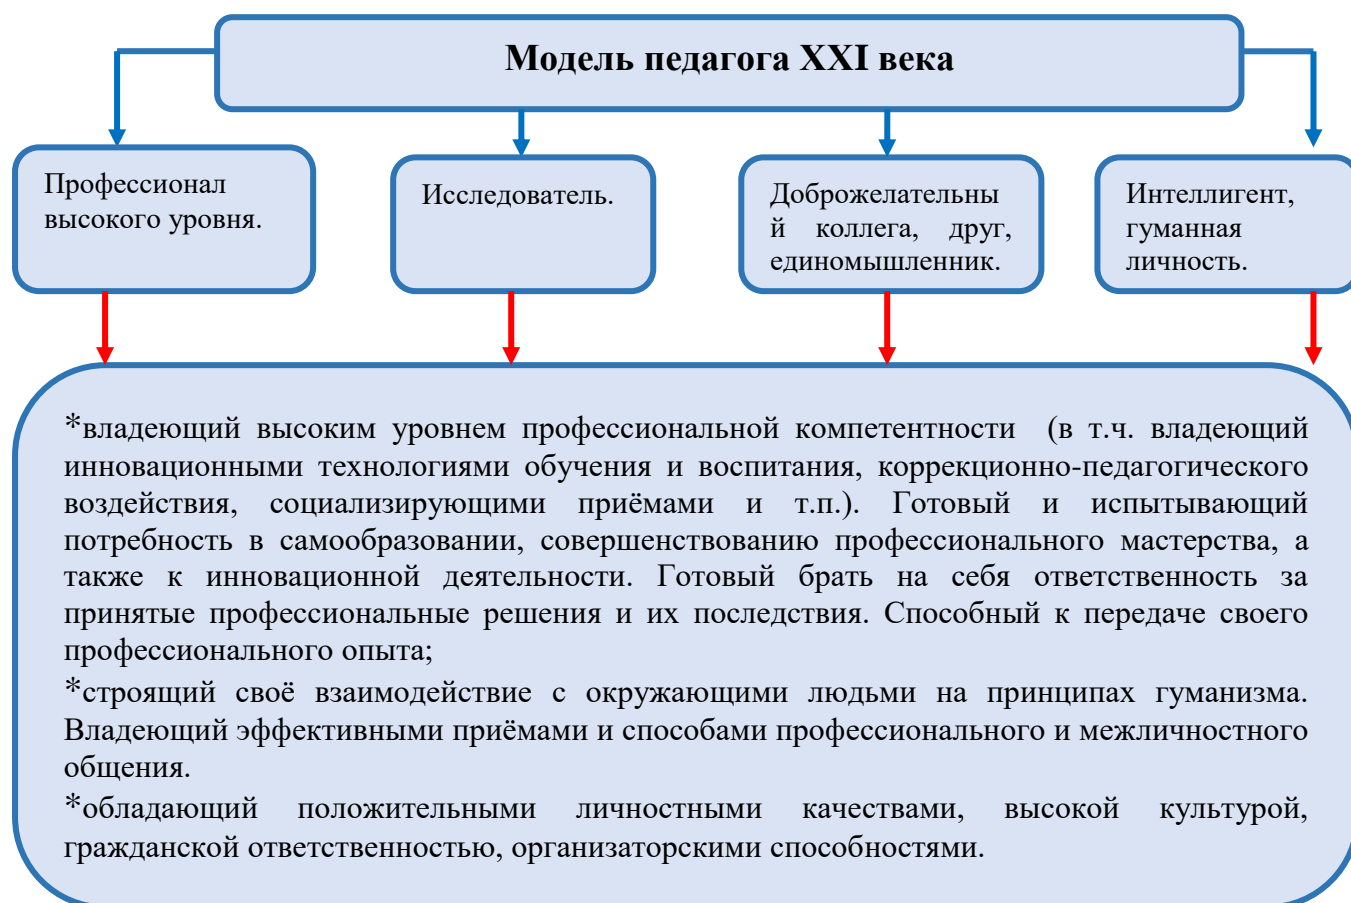 Модель педагога XXI века
Профессионал
высокого уровня.
Исследователь.
Доброжелательны
й коллега, друг,
единомышленник.
Интеллигент,
гуманная
личность.
*владеющий высоким уровнем профессиональной компетентности (в т.ч. владеющий
инновационными технологиями обучения и воспитания, коррекционно-педагогического
воздействия, социализирующими приёмами и т.п.). Готовый и испытывающий
потребность в самообразовании, совершенствованию профессионального мастерства, а
также к инновационной деятельности. Готовый брать на себя ответственность за
принятые профессиональные решения и их последствия. Способный к передаче своего
профессионального опыта;
*строящий своё взаимодействие с окружающими людьми на принципах гуманизма.
Владеющий эффективными приёмами и способами профессионального и межличностного
общения.
*обладающий положительными личностными качествами, высокой культурой,
гражданской ответственностью, организаторскими способностями.